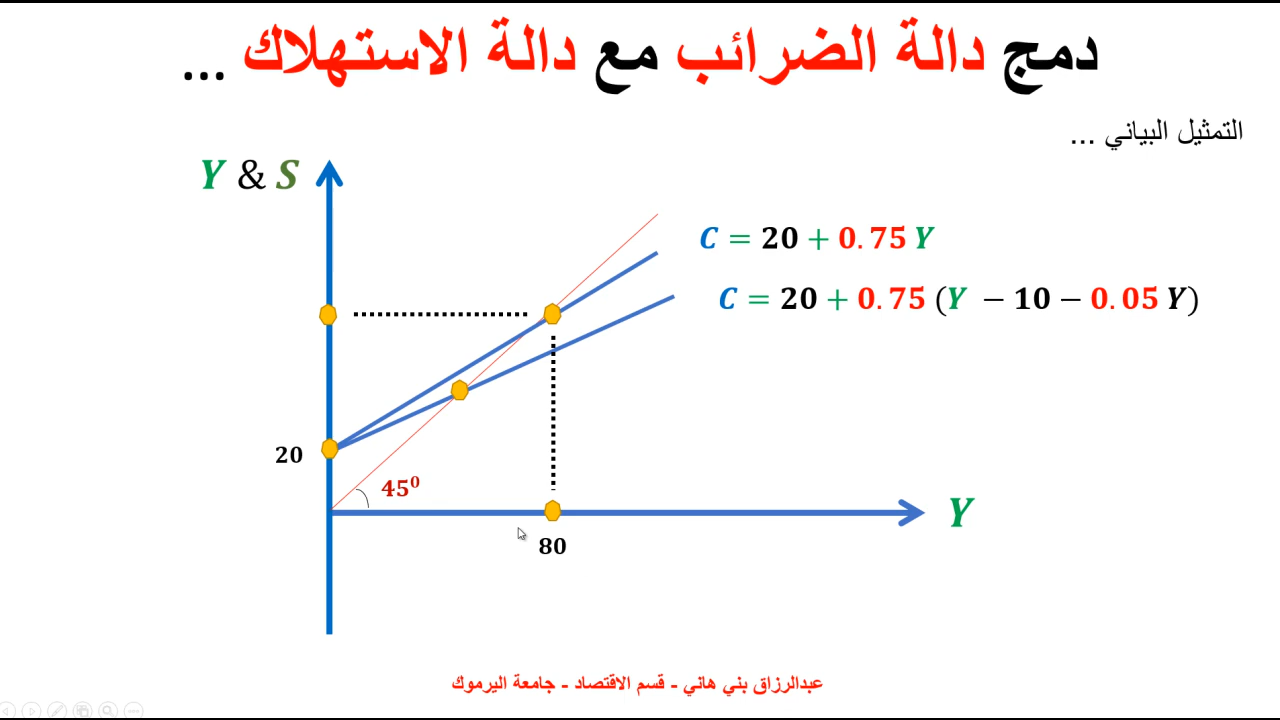 دمج دالة الضرائب مع دالة الاستهلاك ...
التمثيل البياني ...
Y & S
C = 20 + 0.75 Y
C = 20 + 0.75 (Y − 10 − 0.05 Y)
20
45⁰
Y
80
عبدالرزاق بني هاني - قسم الاقتصاد - جامعة اليرموك